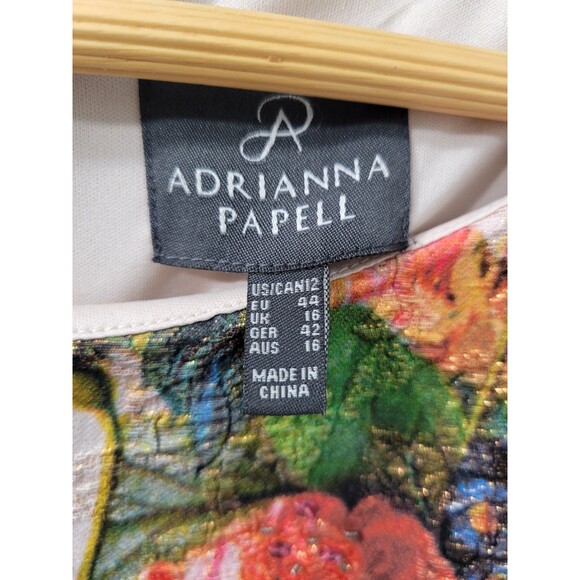 ADRIANNA
PAPELL
US/CAN12
EU 44
UK 16
GER 42
AUS 16
MADE IN
CHINA